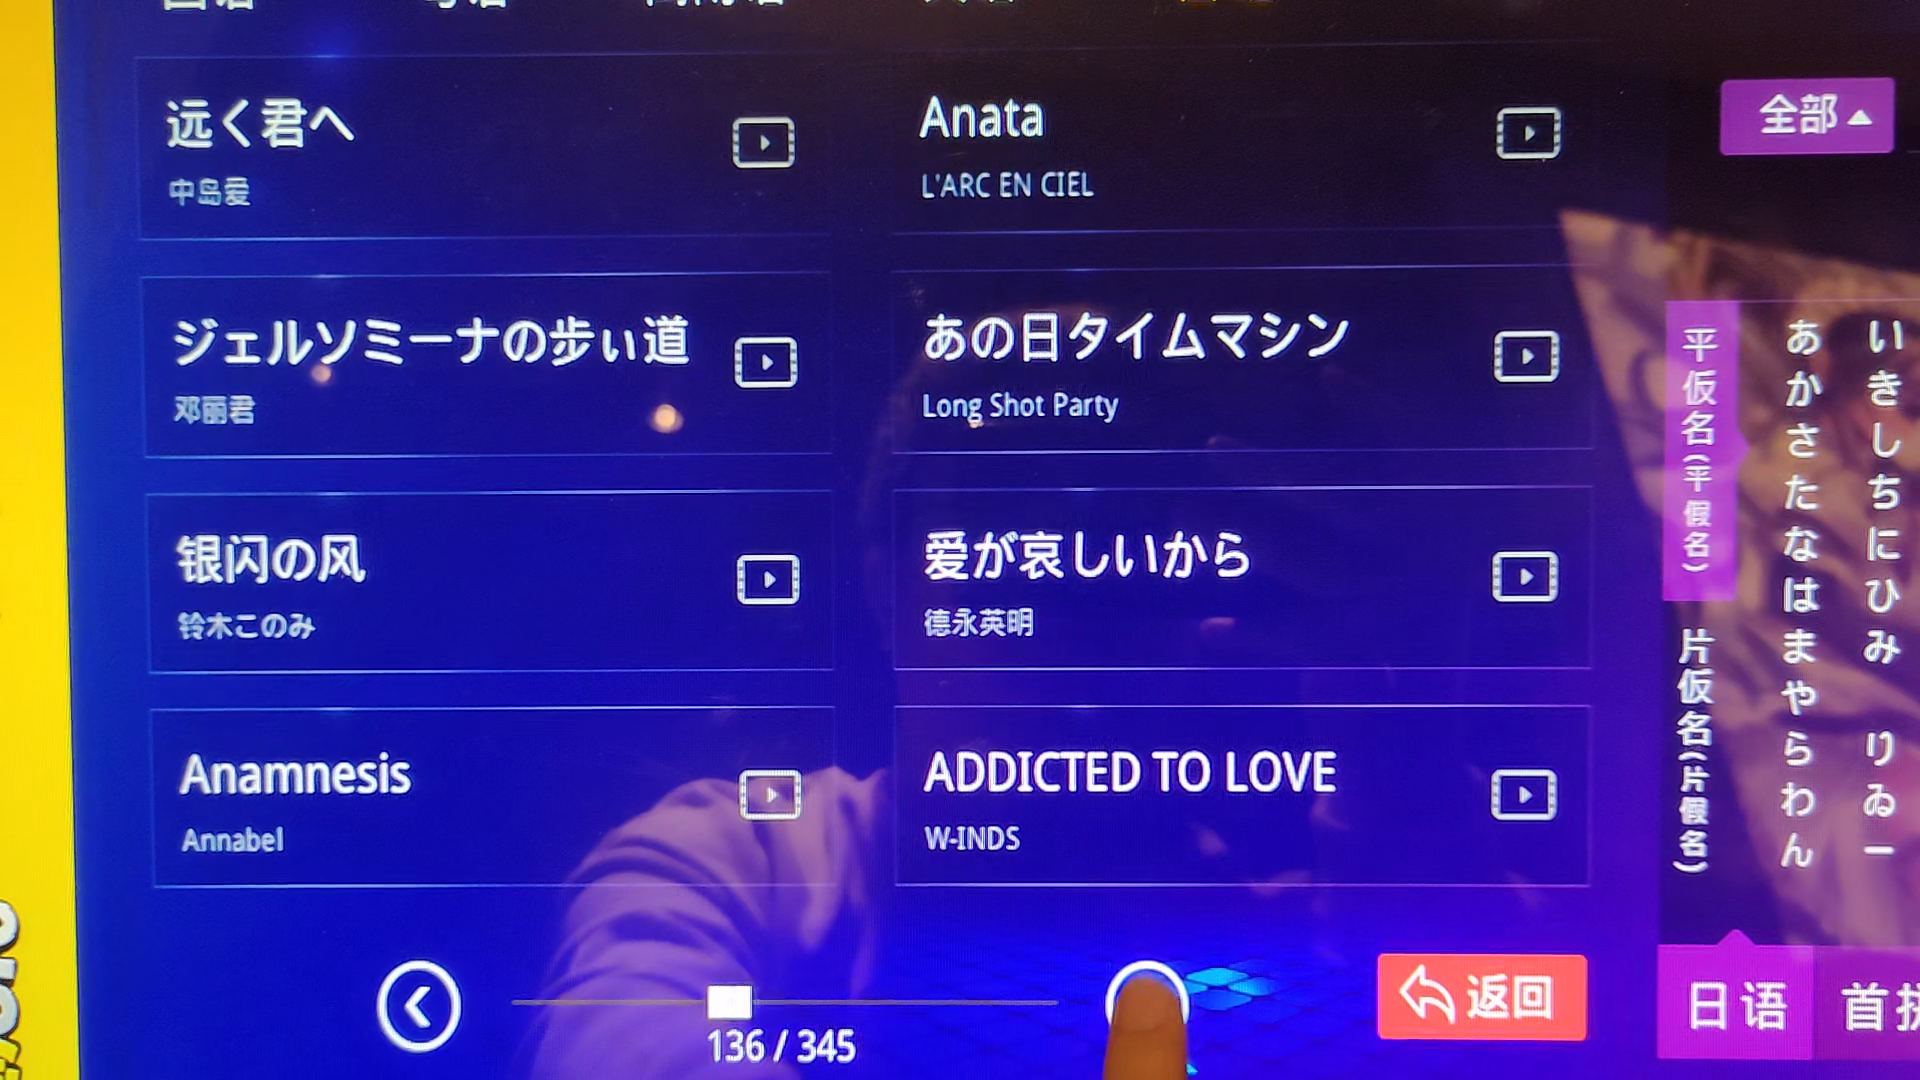 远く君へ
中岛爱
Anata
L'ARC EN CIEL
ジェルソミーナの歩ぃ道
邓丽君
あの日タイムマシン
Long Shot Party
银闪の风
铃木このみ
爱が哀しいから
德永英明
Anamnesis
Annabel
ADDICTED TO LOVE
W-INDS
136 / 345
返回
全部
平仮名(平假名)
片仮名(片假名)
あかさたなはまやらわん
いきしちにひみ りゐー
日语
首拼